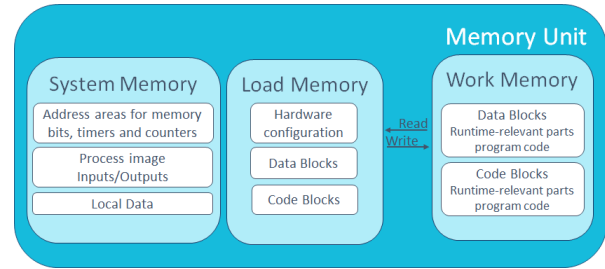 Memory Unit
System Memory
Address areas for memory
bits, timers and counters
Process image
Inputs/Outputs
Local Data
Load Memory
Hardware
configuration
Data Blocks
Code Blocks
Read
Write
Work Memory
Data Blocks
Runtime-relevant parts
program code
Code Blocks
Runtime-relevant parts
program code